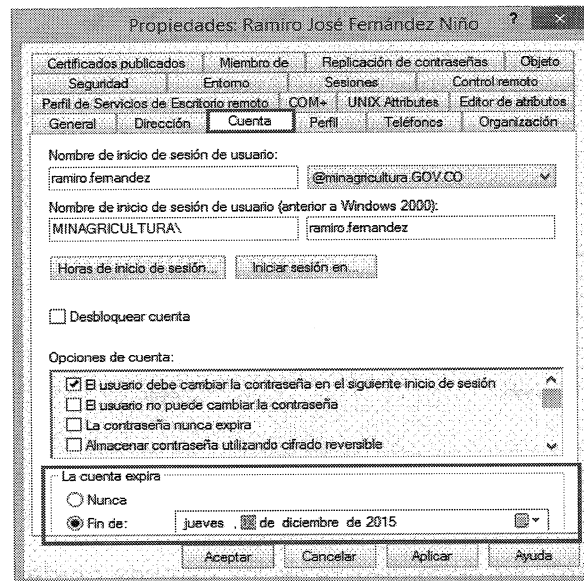 Propiedades: Ramiro José Fernández Niño ? ×
Certificados publicados Miembro de Replicación de contraseñas Objeto
Seguridad Entorno Sesiones Control remoto
Perfil de Servicios de Escritorio remoto COM+ UNIX Attributes Editor de atributos
General Dirección Cuenta Perfil Teléfonos Organización
Nombre de inicio de sesión de usuario:
ramiro.fernandez @minagricultura.GOV.CO
Nombre de inicio de sesión de usuario (anterior a Windows 2000):
MINAGRICULTURA\ ramiro.fernandez
Horas de inicio de sesión... Iniciar sesión en...
Desbloquear cuenta
Opciones de cuenta:
El usuario debe cambiar la contraseña en el siguiente inicio de sesión
El usuario no puede cambiar la contraseña
La contraseña nunca expira
Almacenar contraseña utilizando cifrado reversible
La cuenta expira
Nunca
Fin de: jueves , de diciembre de 2015
Aceptar Cancelar Aplicar Ayuda